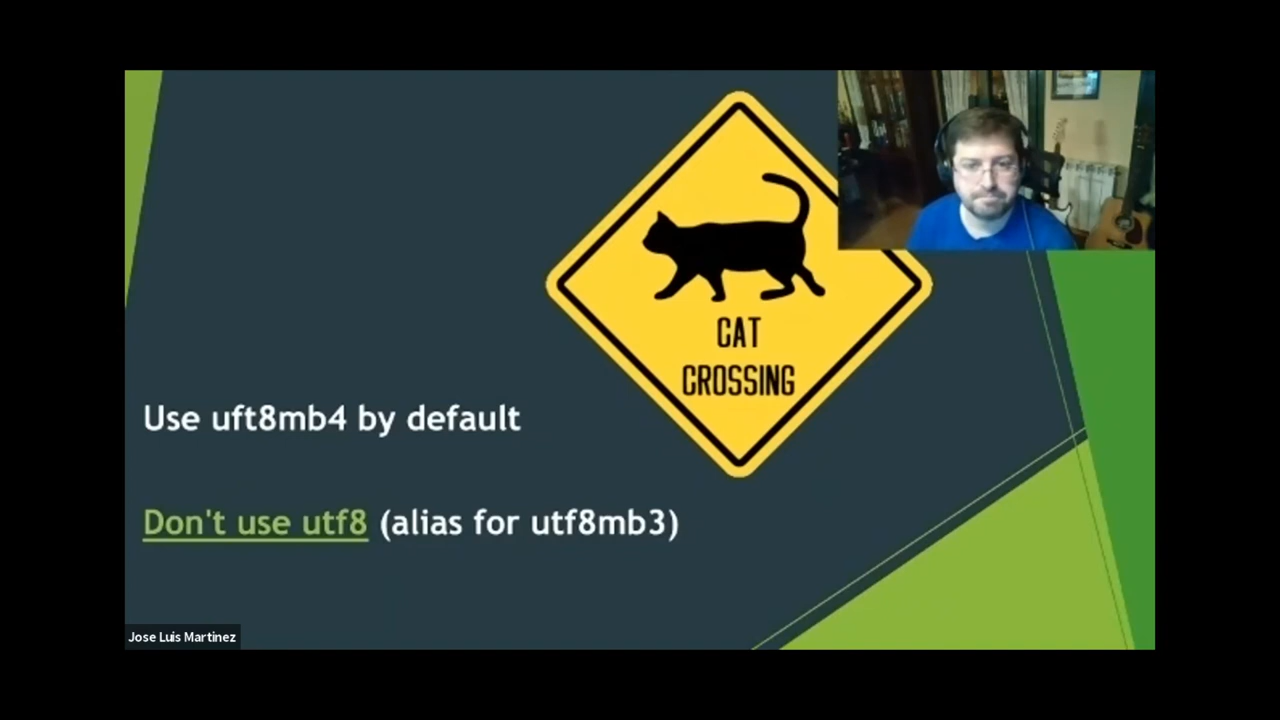 CAT
CROSSING
Use uft8mb4 by default
Don't use utf8 (alias for utf8mb3)
Jose Luis Martinez